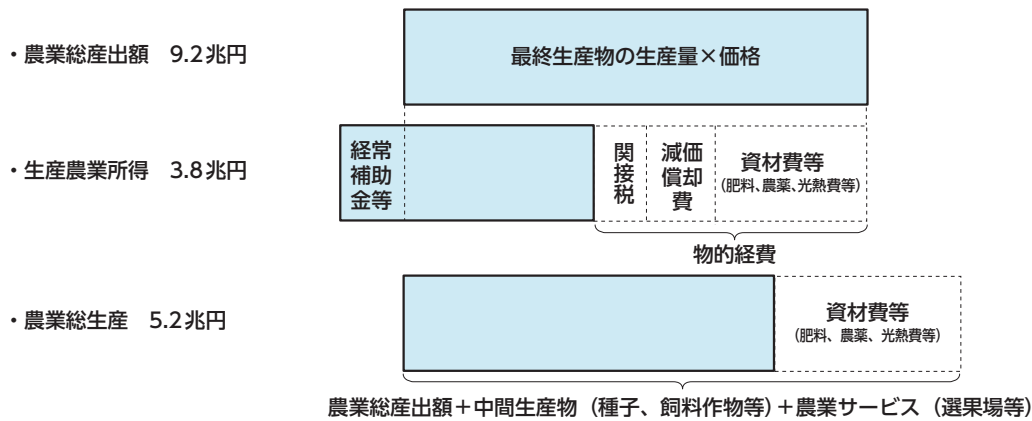 ・農業総産出額　9.2兆円
最終生産物の生産量×価格
・生産農業所得　3.8兆円
経常
補助
金等
関接税
減価
償却
費
資材費等
（肥料、農薬、光熱費等）
物的経費
・農業総生産　5.2兆円
資材費等
（肥料、農薬、光熱費等）
農業総産出額＋中間生産物（種子、飼料作物等）＋農業サービス（選果場等）